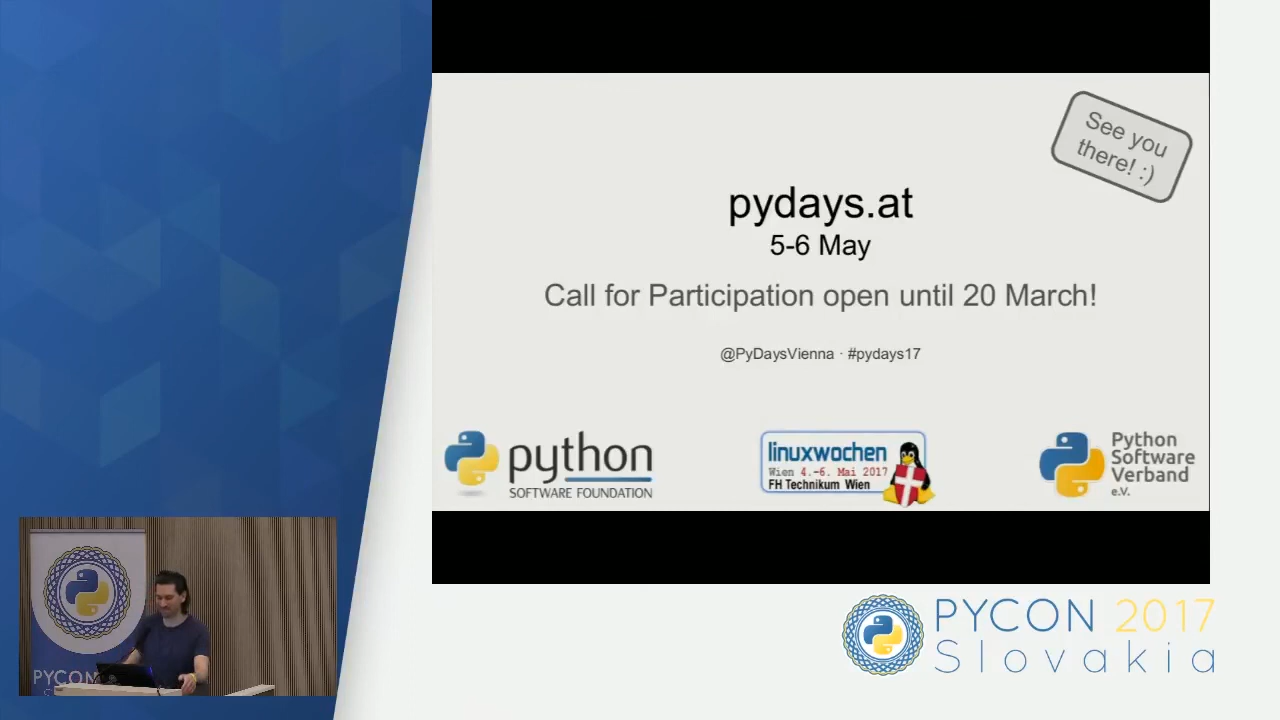 See you
there! :)
pydays.at
5-6 May
Call for Participation open until 20 March!
@PyDaysVienna · #pydays17
python
SOFTWARE FOUNDATION
linuxwochen
Wien 4.-6. Mai 2017
FH Technikum Wien
Python
Software
Verband
e.V.
PYCON 2017
Slovakia
PYCON